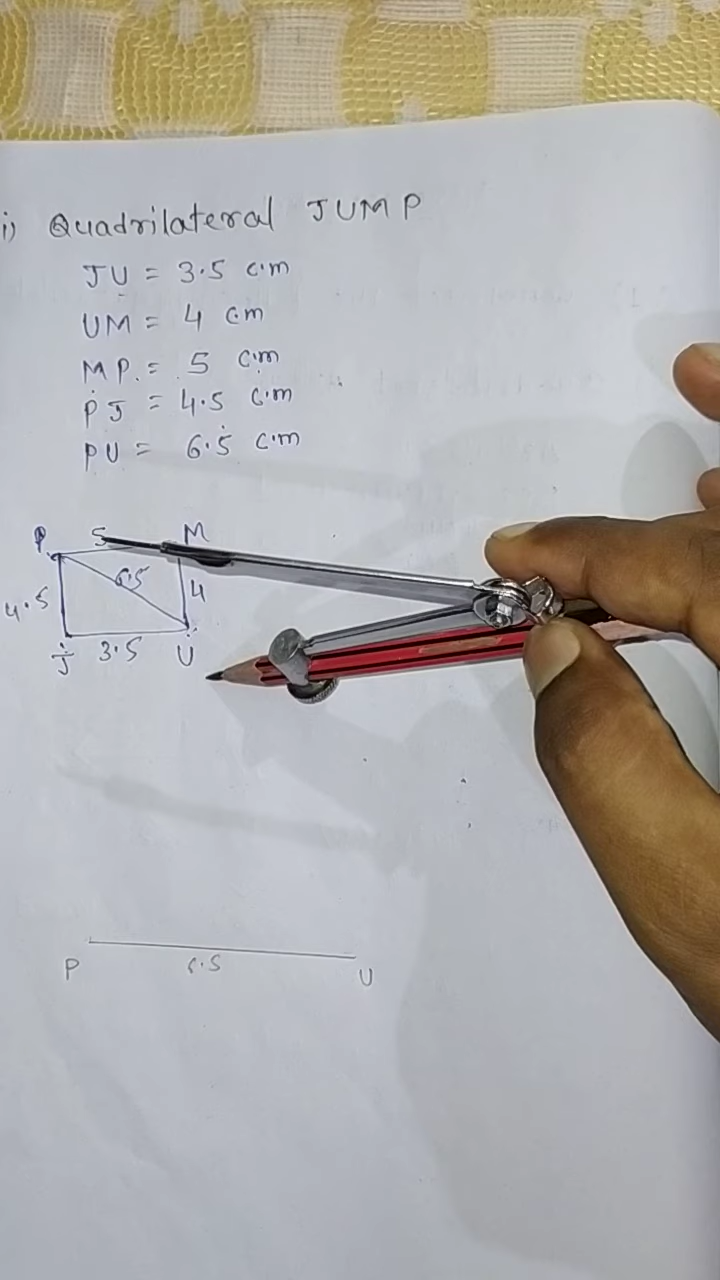 i) Quadrilateral JUMP
JU = 3.5 cm
UM = 4 cm
MP = 5 cm
PJ = 4.5 cm
PU = 6.5 cm
P 5 M
4.5 6.5 4
J 3.5 U
P 6.5 U